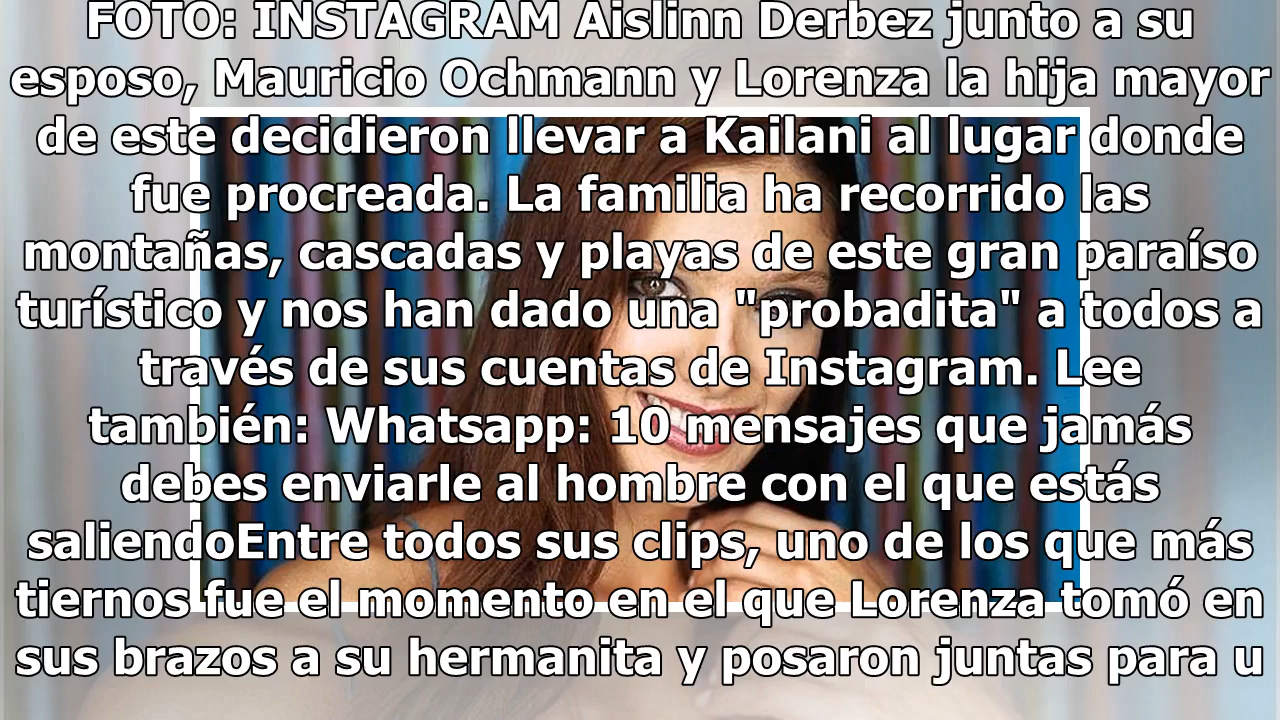 FOTO: INSTAGRAM Aislinn Derbez junto a su
esposo, Mauricio Ochmann y Lorenza la hija mayor
de este decidieron llevar a Kailani al lugar donde
fue procreada. La familia ha recorrido las
montañas, cascadas y playas de este gran paraíso
turístico y nos han dado una "probadita" a todos a
través de sus cuentas de Instagram. Lee
también: Whatsapp: 10 mensajes que jamás
debes enviarle al hombre con el que estás
saliendoEntre todos sus clips, uno de los que más
tiernos fue el momento en el que Lorenza tomó en
sus brazos a su hermanita y posaron juntas para u